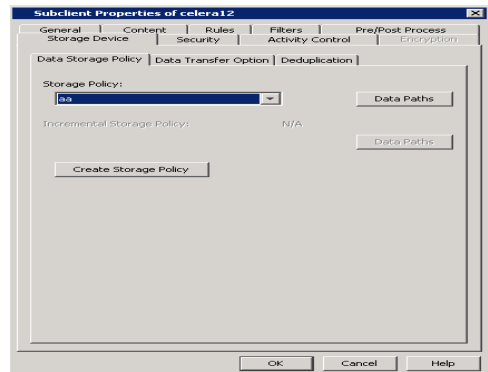 Subclient Properties of celera12
General Content Rules Filters Pre/Post Process
Storage Device Security Activity Control Encryption
Data Storage Policy Data Transfer Option Deduplication
Storage Policy:
aa Data Paths
Incremental Storage Policy: N/A
Data Paths
Create Storage Policy
OK Cancel Help